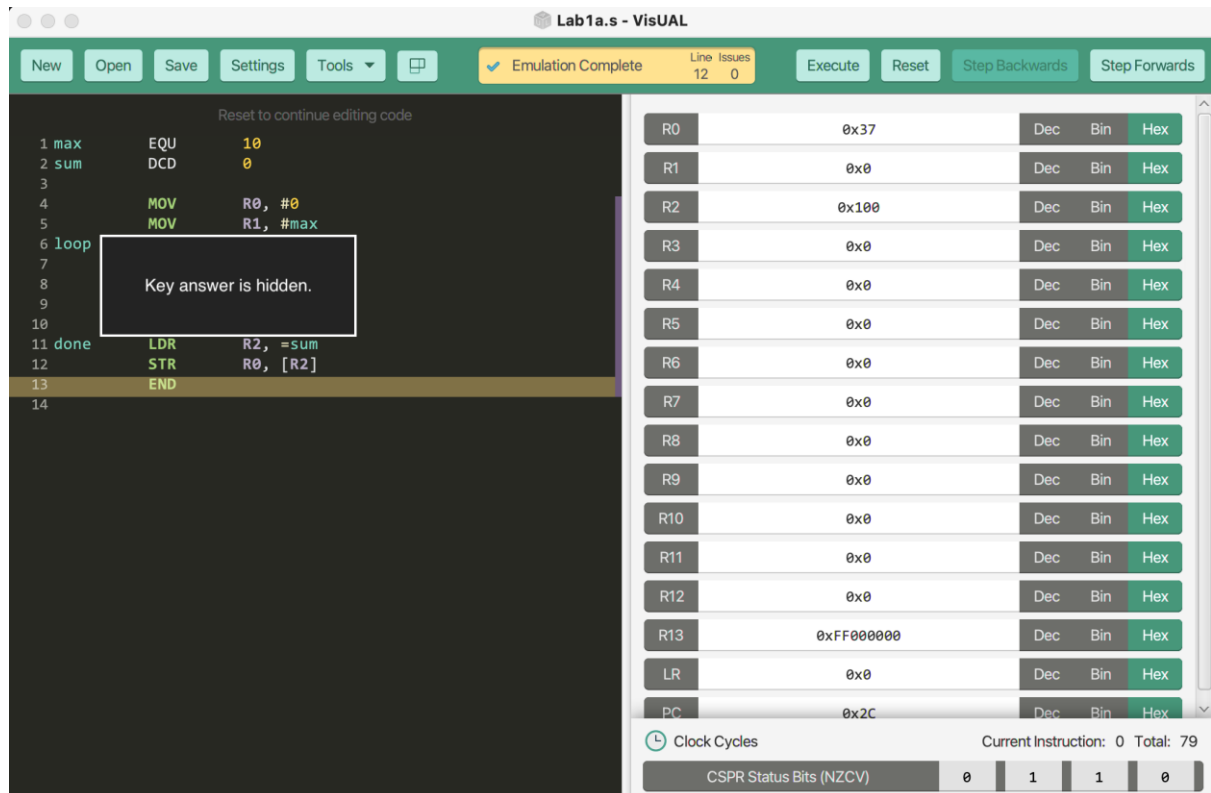 Lab1a.s - VisUAL
New Open Save Settings Tools Emulation Complete Line Issues
12 0
Execute Reset Step Backwards Step Forwards
Reset to continue editing code
1 max EQU 10
2 sum DCD 0
3
4 MOV R0, #0
5 MOV R1, #max
6 loop
7
8
9
10
Key answer is hidden.
11 done LDR R2, =sum
12 STR R0, [R2]
13 END
14
R0 0x37 Dec Bin Hex
R1 0x0 Dec Bin Hex
R2 0x100 Dec Bin Hex
R3 0x0 Dec Bin Hex
R4 0x0 Dec Bin Hex
R5 0x0 Dec Bin Hex
R6 0x0 Dec Bin Hex
R7 0x0 Dec Bin Hex
R8 0x0 Dec Bin Hex
R9 0x0 Dec Bin Hex
R10 0x0 Dec Bin Hex
R11 0x0 Dec Bin Hex
R12 0x0 Dec Bin Hex
R13 0xFF000000 Dec Bin Hex
LR 0x0 Dec Bin Hex
PC 0x2C Dec Bin Hex
Clock Cycles Current Instruction: 0 Total: 79
CSPR Status Bits (NZCV) 0 1 1 0